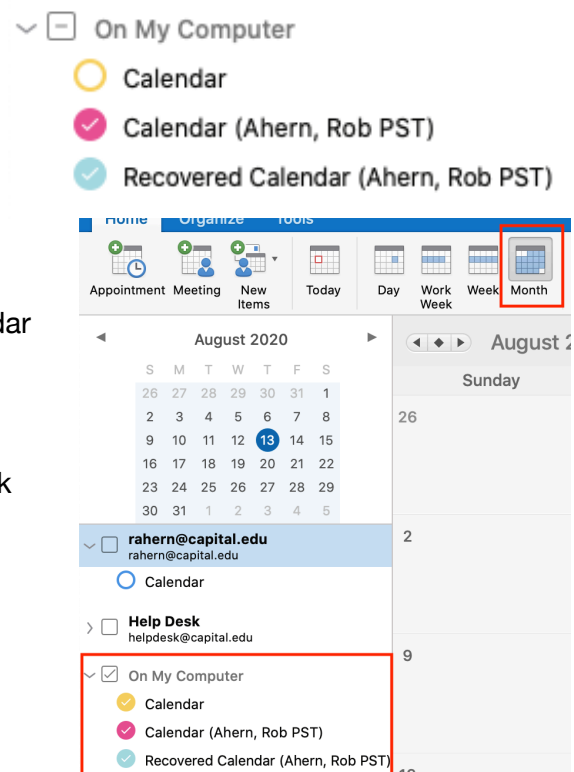 On My Computer
Calendar
Calendar (Ahern, Rob PST)
Recovered Calendar (Ahern, Rob PST)
Home Organize Tools
Appointment Meeting New Items Today Day Work Week Week Month
dar
k
August 2020
S M T W T F S
26 27 28 29 30 31 1
2 3 4 5 6 7 8
9 10 11 12 13 14 15
16 17 18 19 20 21 22
23 24 25 26 27 28 29
30 31 1 2 3 4 5
rahern@capital.edu
rahern@capital.edu
Calendar
Help Desk
helpdesk@capital.edu
On My Computer
Calendar
Calendar (Ahern, Rob PST)
Recovered Calendar (Ahern, Rob PST)
August 2
Sunday
26
2
9